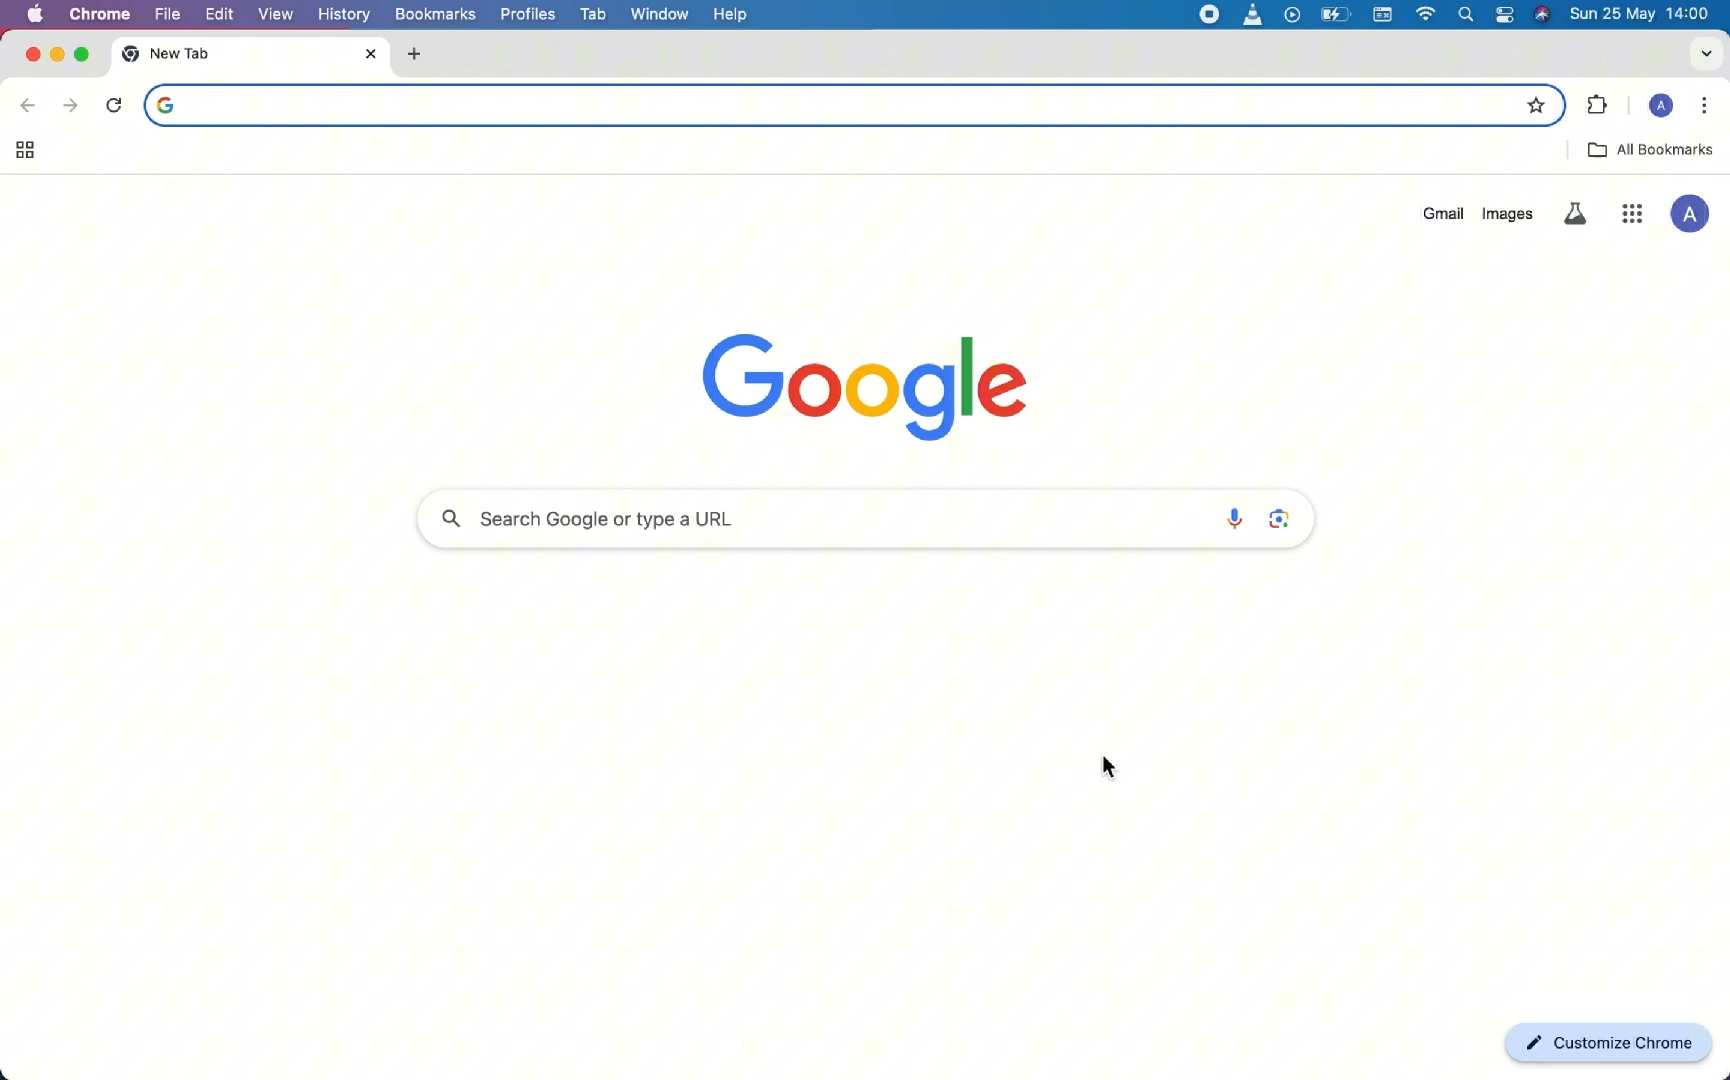 Chrome File Edit View History Bookmarks Profiles Tab Window Help Sun 25 May 14:00
New Tab
All Bookmarks
Gmail Images A
Google
Search Google or type a URL
Customize Chrome